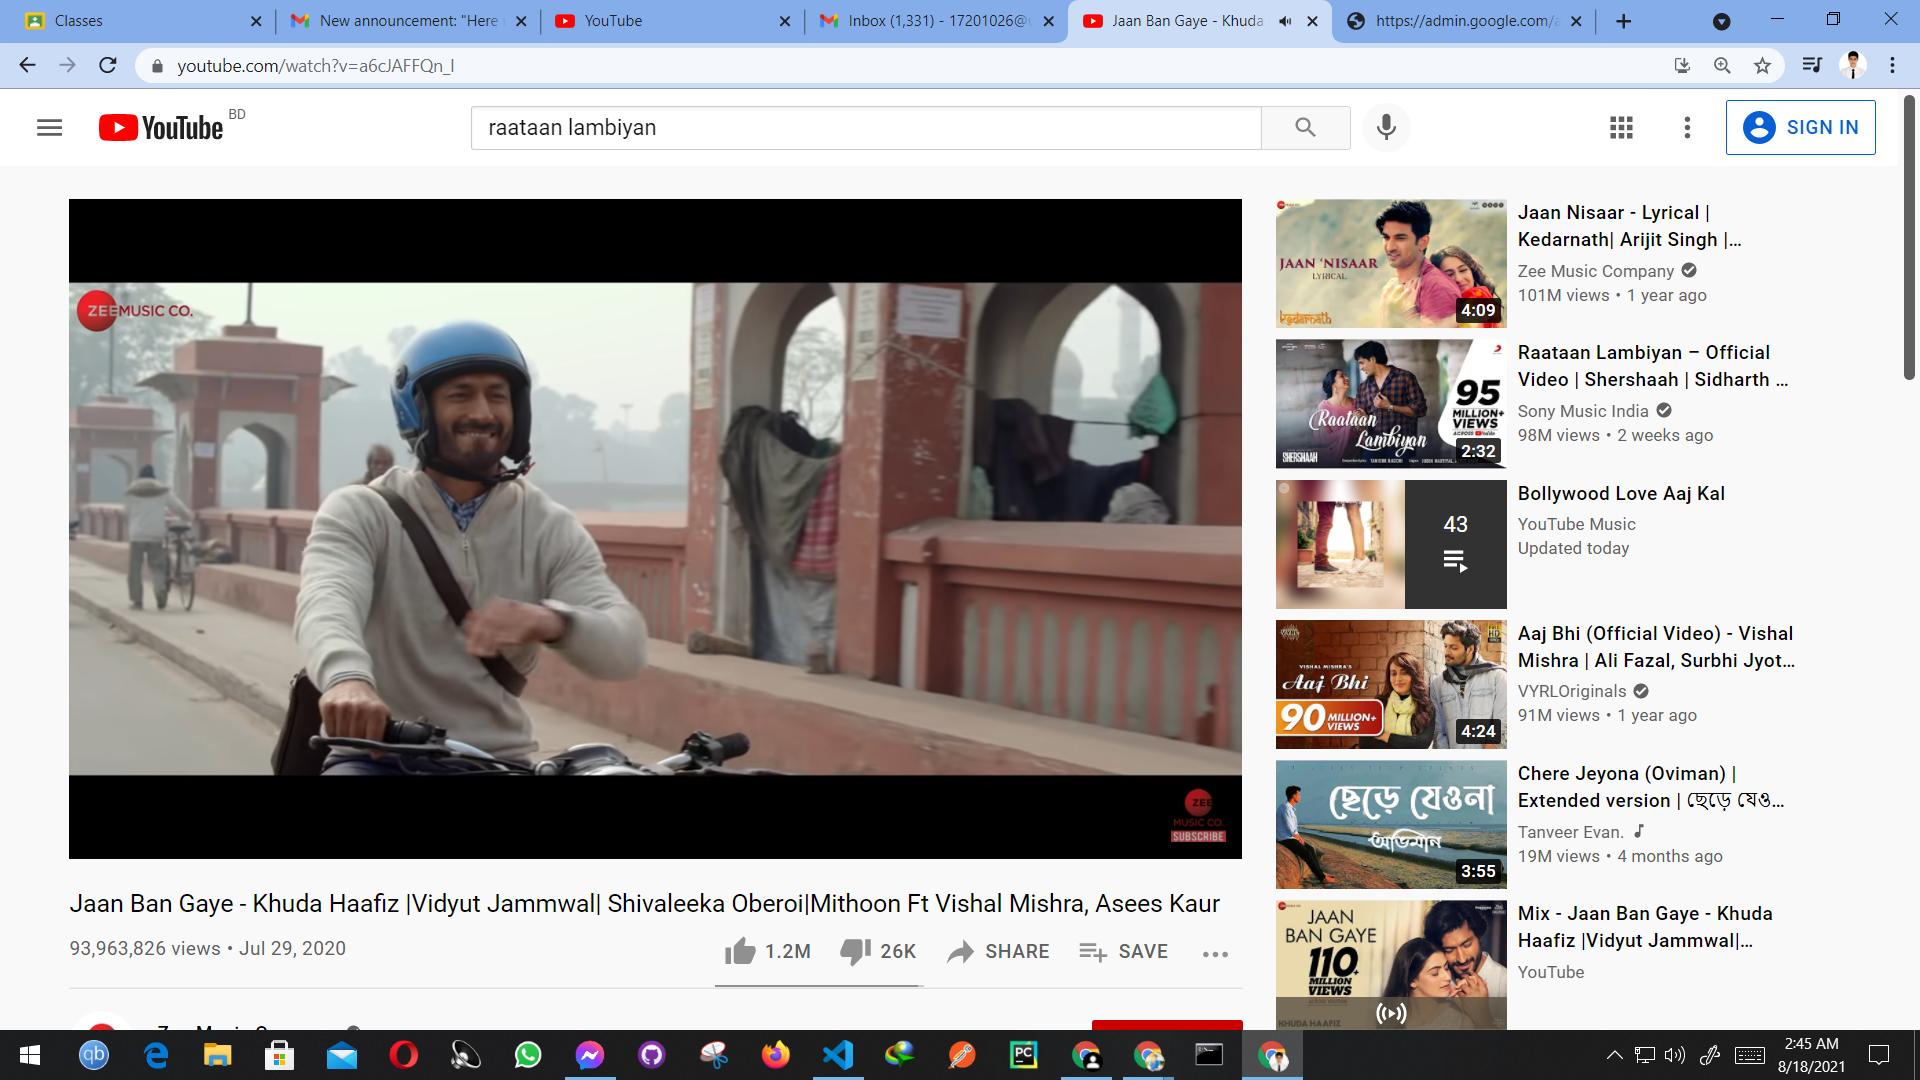 Classes
New announcement: "Here
YouTube
Inbox (1,331) - 17201026@
Jaan Ban Gaye - Khuda
https://admin.google.com/
youtube.com/watch?v=a6cJAFFQn_I
YouTube BD
raataan lambiyan
SIGN IN
ZEE MUSIC CO.
ZEE
MUSIC CO.
SUBSCRIBE
Jaan Ban Gaye - Khuda Haafiz |Vidyut Jammwal| Shivaleeka Oberoi|Mithoon Ft Vishal Mishra, Asees Kaur
93,963,826 views • Jul 29, 2020
1.2M
26K
SHARE
SAVE
JAAN 'NISAAR
LYRICAL
kedarnath
4:09
Jaan Nisaar - Lyrical |
Kedarnath| Arijit Singh |...
Zee Music Company
101M views • 1 year ago
Raataan
Lambiyan
SHERSHAAH
95
MILLION+
VIEWS
2:32
Raataan Lambiyan – Official
Video | Shershaah | Sidharth ...
Sony Music India
98M views • 2 weeks ago
43
Bollywood Love Aaj Kal
YouTube Music
Updated today
VISHAL MISHRA'S
Aaj Bhi
90 MILLION+
VIEWS
4:24
Aaj Bhi (Official Video) - Vishal
Mishra | Ali Fazal, Surbhi Jyot...
VYRLOriginals
91M views • 1 year ago
ছেড়ে যেওনা
অভিমান
3:55
Chere Jeyona (Oviman) |
Extended version | ছেড়ে যেও...
Tanveer Evan.
19M views • 4 months ago
JAAN
BAN GAYE
110+
MILLION
VIEWS
KHUDA HAAFIZ
Mix - Jaan Ban Gaye - Khuda
Haafiz |Vidyut Jammwal|...
YouTube
qb
PC
2:45 AM
8/18/2021